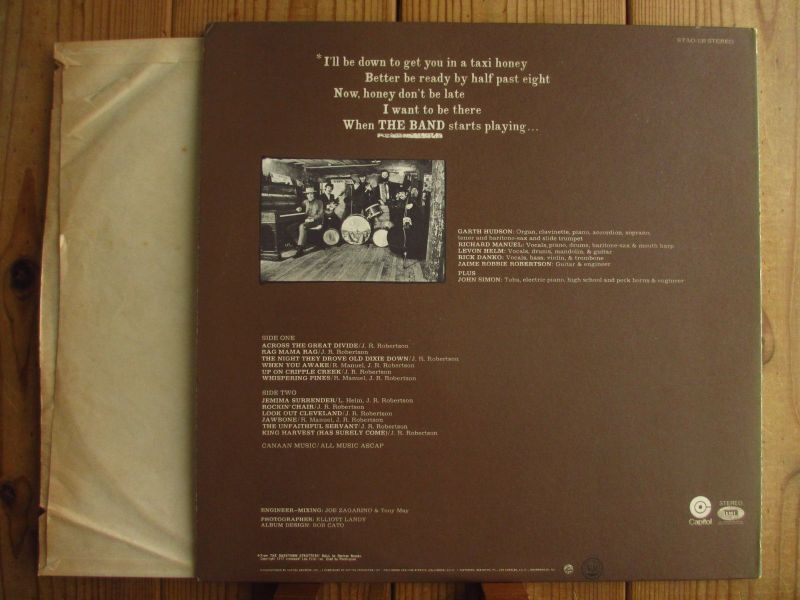 STAO-132 STEREO
*I'll be down to get you in a taxi honey
Better be ready by half past eight
Now, honey don't be late
I want to be there
When THE BAND starts playing...
GARTH HUDSON: Organ, clavinette, piano, accordion, soprano,
tenor and baritone-sax and slide trumpet
RICHARD MANUEL: Vocals, piano, drums, baritone-sax & mouth harp
LEVON HELM: Vocals, drums, mandolin, & guitar
RICK DANKO: Vocals, bass, violin, & trombone
JAIME ROBBIE ROBERTSON: Guitar & engineer
PLUS
JOHN SIMON: Tuba, electric piano, high school and peck horns & engineer
SIDE ONE
ACROSS THE GREAT DIVIDE/J. R. Robertson
RAG MAMA RAG/J. R. Robertson
THE NIGHT THEY DROVE OLD DIXIE DOWN/J. R. Robertson
WHEN YOU AWAKE/R. Manuel, J. R. Robertson
UP ON CRIPPLE CREEK/J. R. Robertson
WHISPERING PINES/R. Manuel, J. R. Robertson
SIDE TWO
JEMIMA SURRENDER/L. Helm, J. R. Robertson
ROCKIN' CHAIR/J. R. Robertson
LOOK OUT CLEVELAND/J. R. Robertson
JAWBONE/R. Manuel, J. R. Robertson
THE UNFAITHFUL SERVANT/J. R. Robertson
KING HARVEST (HAS SURELY COME)/J. R. Robertson
CANAAN MUSIC/ALL MUSIC ASCAP
ENGINEER-MIXING: JOE ZAGARINO & Tony May
PHOTOGRAPHER: ELLIOTT LANDY
ALBUM DESIGN: BOB CATO
Capitol
STEREO
*From THE DARKTOWN STRUTTERS' BALL by Shelton Brooks